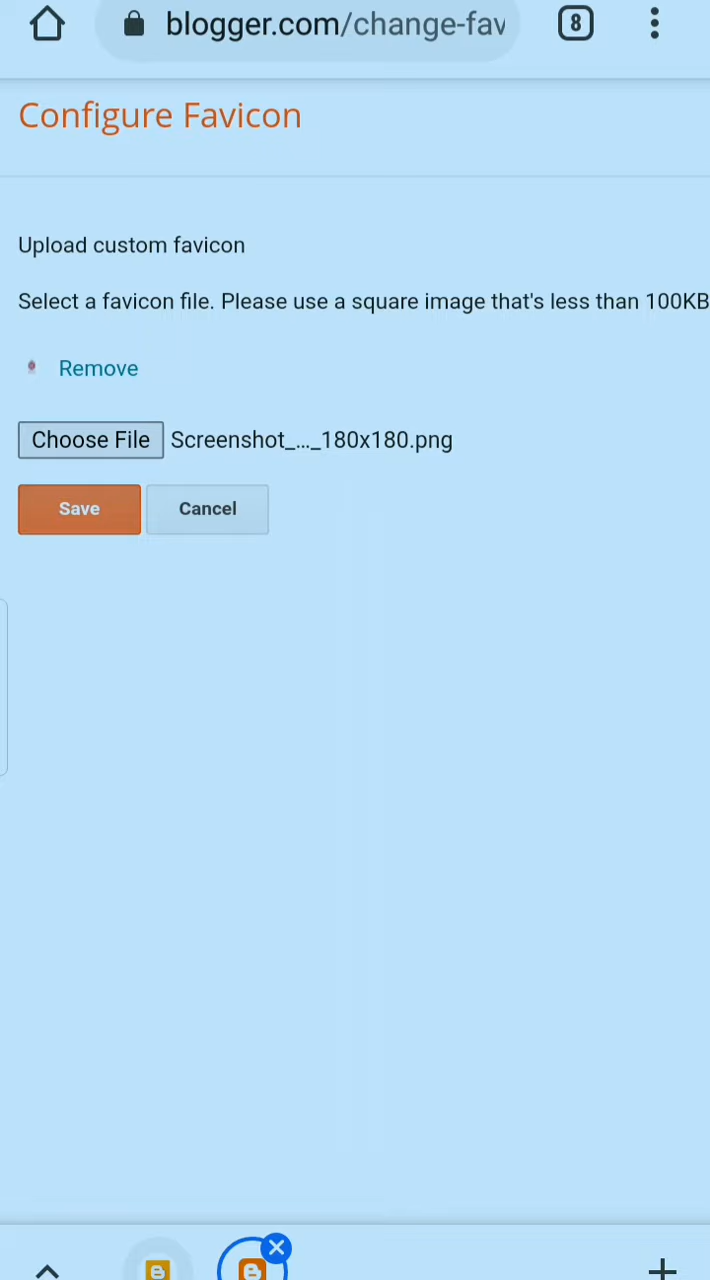 blogger.com/change-fav
8
Configure Favicon
Upload custom favicon
Select a favicon file. Please use a square image that's less than 100KB
Remove
Choose File Screenshot_..._180x180.png
Save Cancel